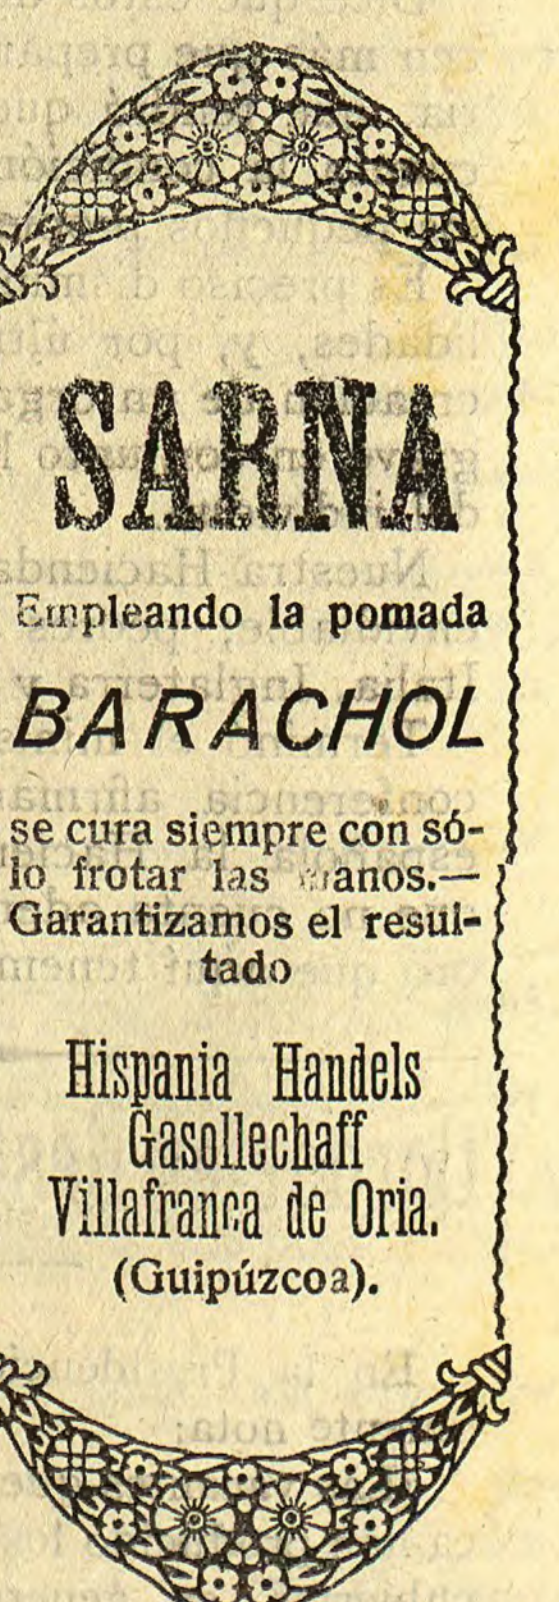 SARNA
Empleando la pomada
BARACHOL
se cura siempre con só-
lo frotar las manos.—
Garantizamos el resul-
tado
Hispania Handels
Gasollechaff
Villafranca de Oria.
(Guipúzcoa).